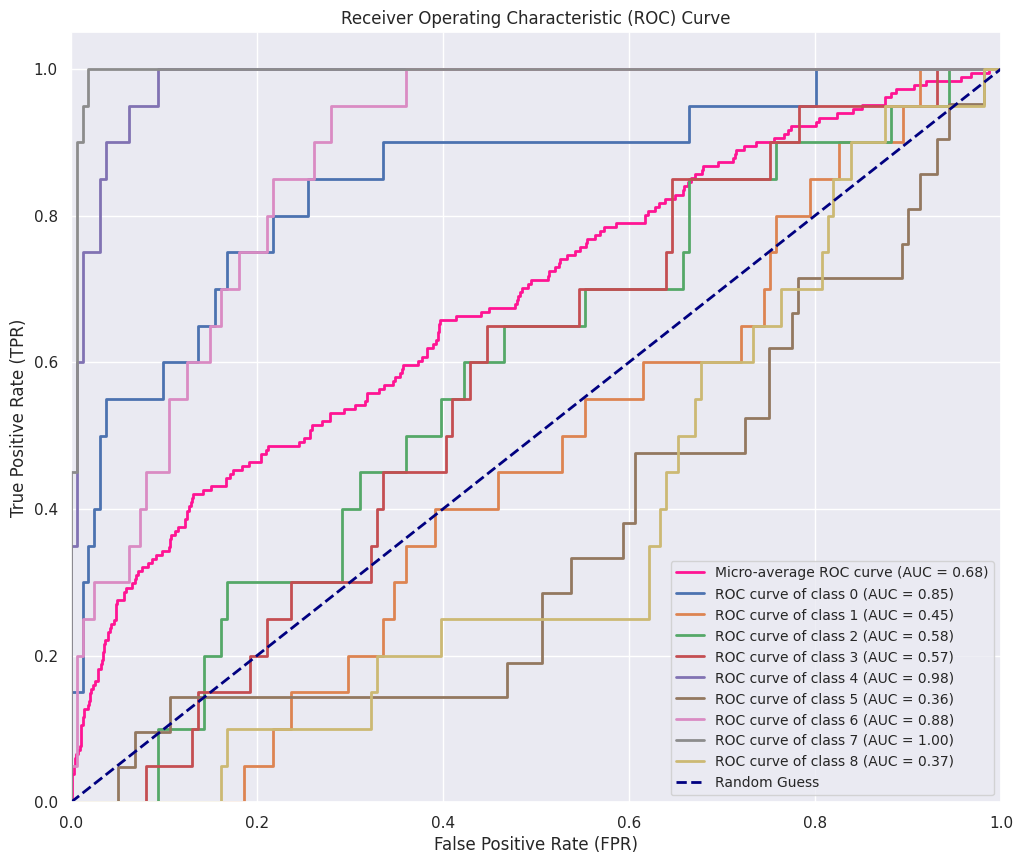 Receiver Operating Characteristic (ROC) Curve
True Positive Rate (TPR)
1.0
0.8
0.6
0.4
0.2
0.0
Micro-average ROC curve (AUC = 0.68)
ROC curve of class 0 (AUC = 0.85)
ROC curve of class 1 (AUC = 0.45)
ROC curve of class 2 (AUC = 0.58)
ROC curve of class 3 (AUC = 0.57)
ROC curve of class 4 (AUC = 0.98)
ROC curve of class 5 (AUC = 0.36)
ROC curve of class 6 (AUC = 0.88)
ROC curve of class 7 (AUC = 1.00)
ROC curve of class 8 (AUC = 0.37)
Random Guess
0.0 0.2 0.4 0.6 0.8 1.0
False Positive Rate (FPR)